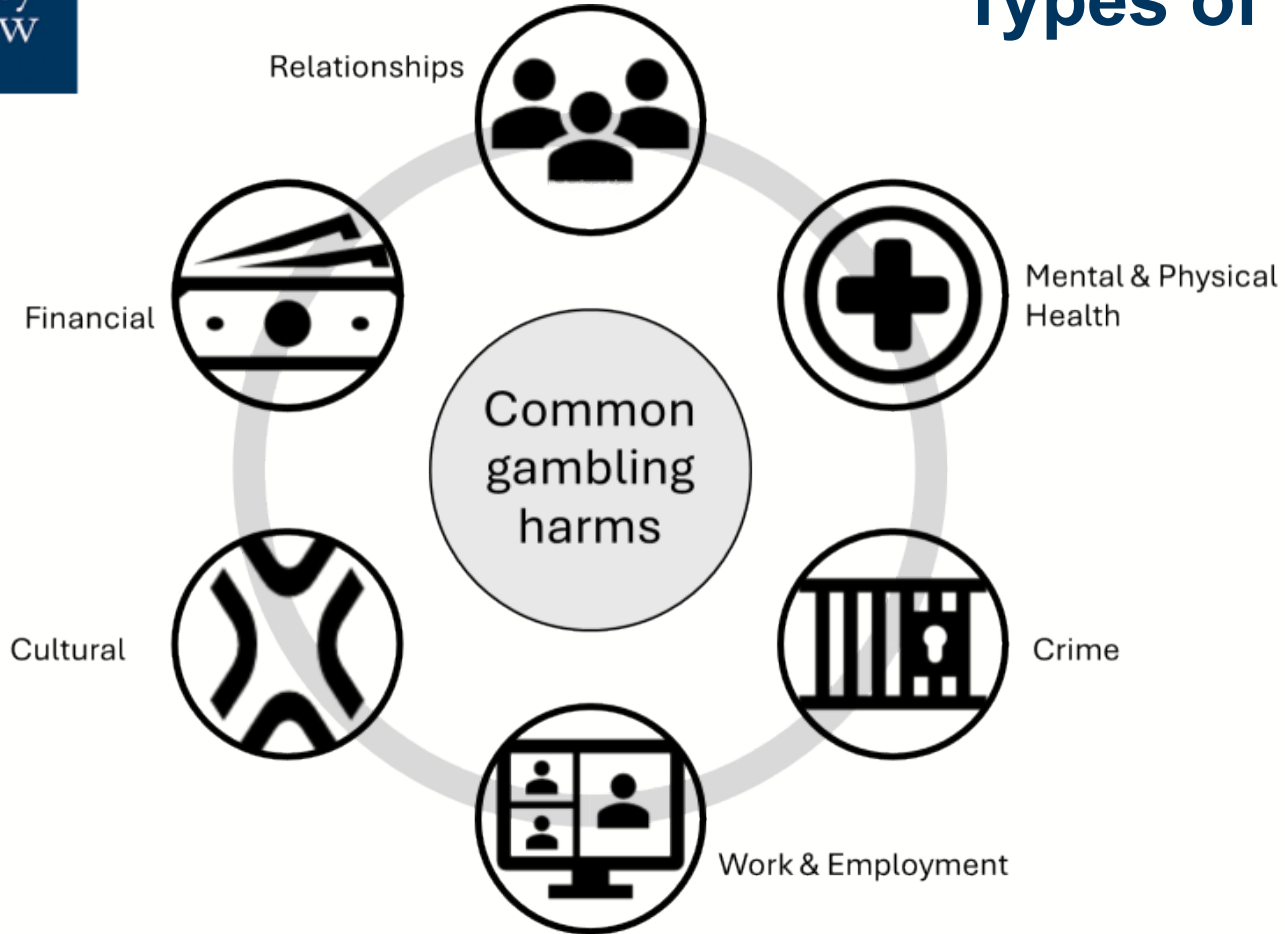 Types of
W
Relationships
Mental & Physical
Health
Financial
Common
gambling
harms
Cultural
Crime
Work & Employment